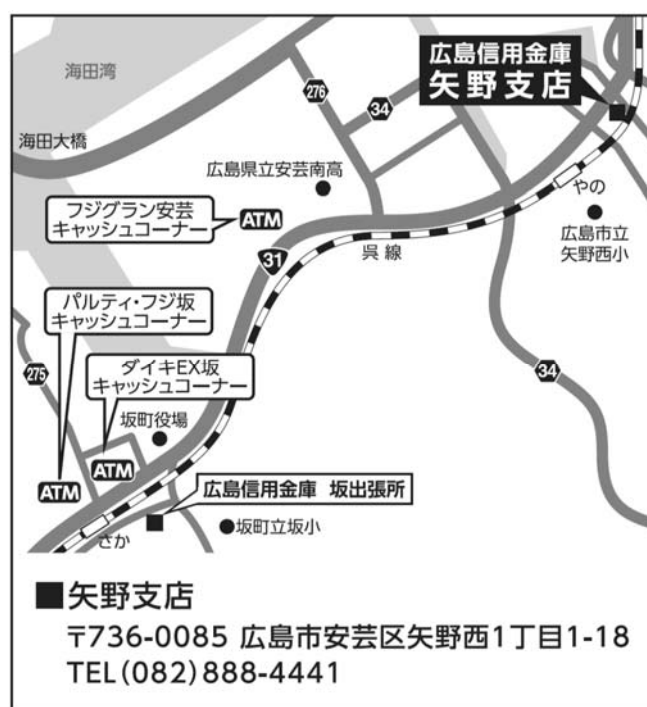 海田湾
広島信用金庫
矢野支店
276
34
海田大橋
広島県立安芸南高
やの
フジグラン安芸
キャッシュコーナー
ATM
広島市立
矢野西小
呉線
31
パルティ・フジ坂
キャッシュコーナー
ダイキEX坂
キャッシュコーナー
275
34
坂町役場
ATM
ATM
広島信用金庫 坂出張所
さか
坂町立坂小
■矢野支店
〒736-0085 広島市安芸区矢野西1丁目1-18
TEL(082)888-4441